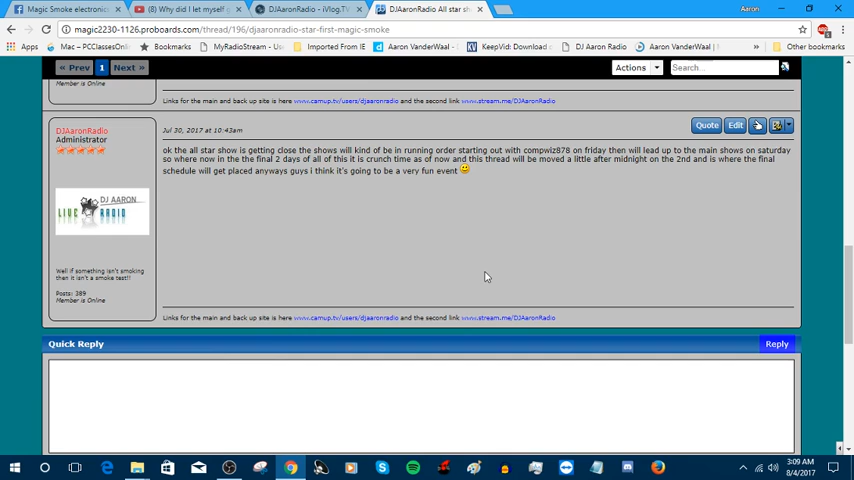 Magic Smoke electronic
(8) Why did I let myself g
DJAaronRadio - iVlog.TV
DJAaronRadio All star sh
Aaron
magic2230-1126.proboards.com/thread/196/djaaronradio-star-first-magic-smoke
Apps
Mac – PCClassesOnli
Bookmarks
MyRadioStream - You
Imported From IE
Aaron VanderWaal |
KeepVid: Download o
DJ Aaron Radio
Aaron VanderWaal |
Other bookmarks
« Prev 1 Next »
Actions
Search...
Member is Online
Links for the main and back up site is here www.camup.tv/users/djaaronradio and the second link www.stream.me/DJAaronRadio
DJAaronRadio
Administrator
Jul 30, 2017 at 10:43am
Quote
Edit
ok the all star show is getting close the shows will kind of be in running order starting out with compwiz878 on friday then will lead up to the main shows on saturday
so where now in the the final 2 days of all of this it is crunch time as of now and this thread will be moved a little after midnight on the 2nd and is where the final
schedule will get placed anyways guys i think it's going to be a very fun event
DJ AARON
LIVE RADIO
Well if something isn't smoking
then it isn't a smoke test!!
Posts: 389
Member is Online
Links for the main and back up site is here www.camup.tv/users/djaaronradio and the second link www.stream.me/DJAaronRadio
Quick Reply
Reply
3:09 AM
8/4/2017